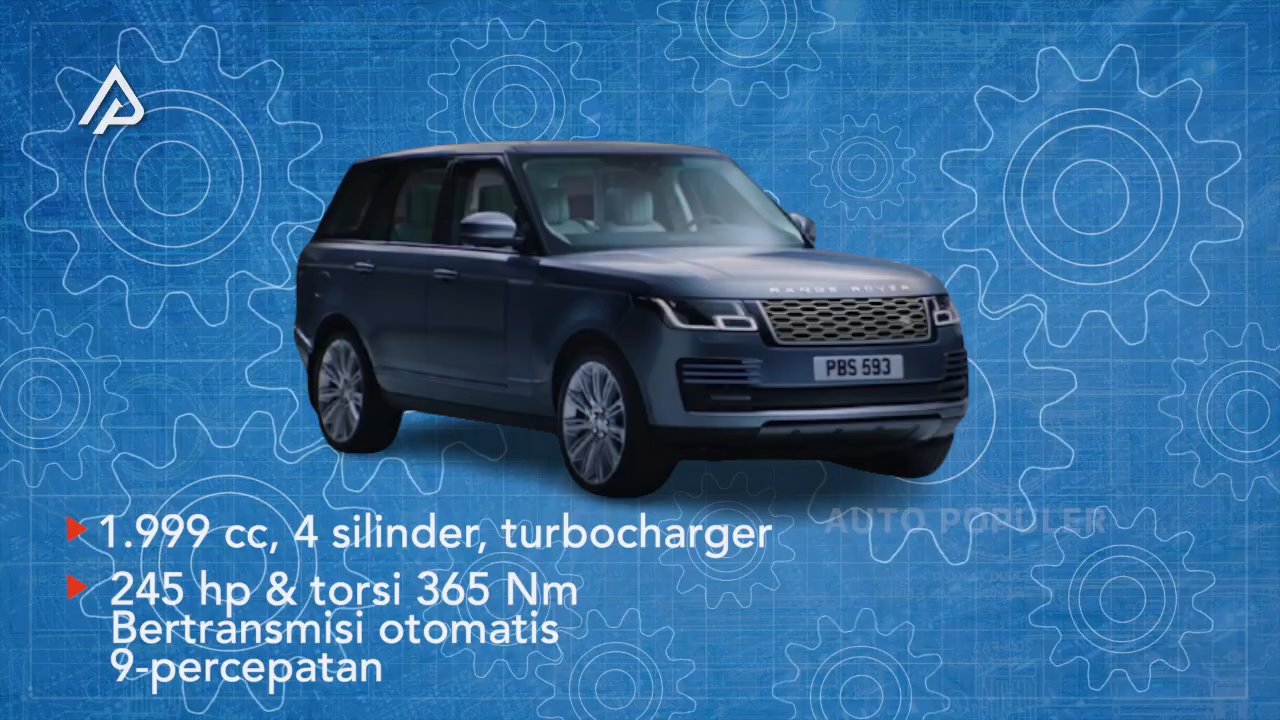 RANGE ROVER
PBS 593
AUTO POPULER
1.999 cc, 4 silinder, turbocharger
245 hp & torsi 365 Nm
Bertransmisi otomatis
9-percepatan